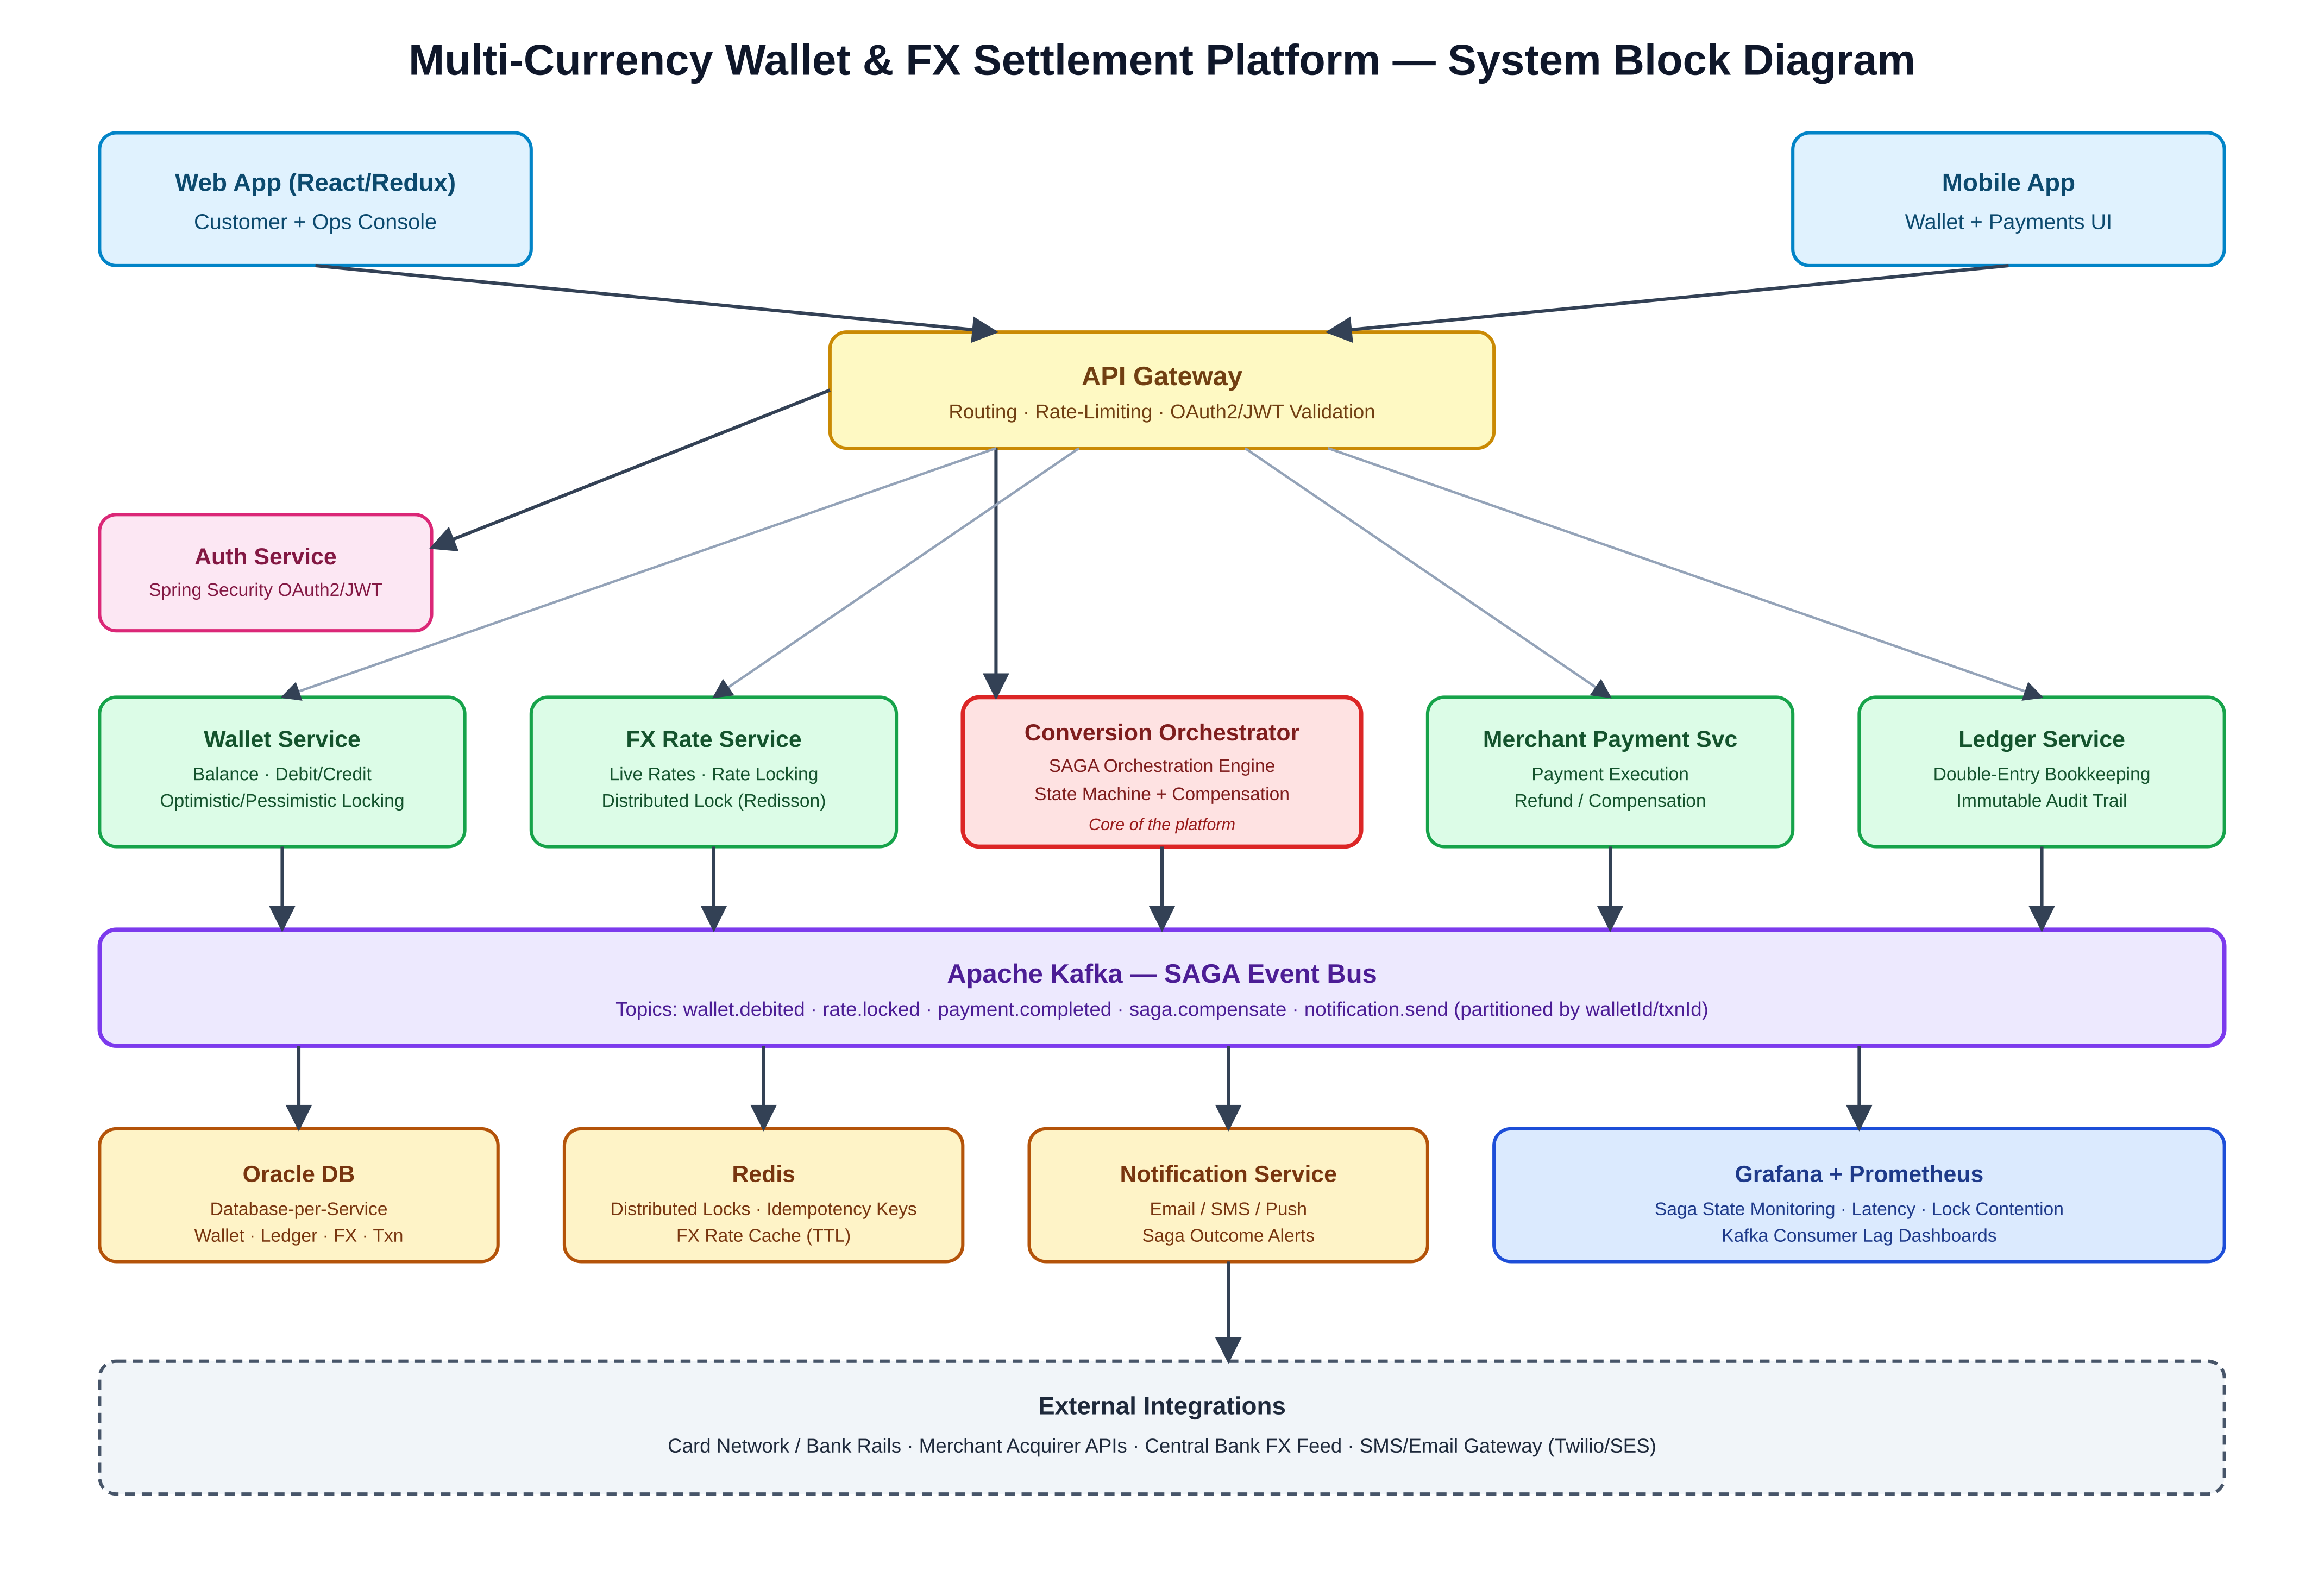 Multi-Currency Wallet & FX Settlement Platform — System Block Diagram
Web App (React/Redux)
Customer + Ops Console
Mobile App
Wallet + Payments UI
API Gateway
Routing · Rate-Limiting · OAuth2/JWT Validation
Auth Service
Spring Security OAuth2/JWT
Wallet Service
Balance · Debit/Credit
Optimistic/Pessimistic Locking
FX Rate Service
Live Rates · Rate Locking
Distributed Lock (Redisson)
Conversion Orchestrator
SAGA Orchestration Engine
State Machine + Compensation
Core of the platform
Merchant Payment Svc
Payment Execution
Refund / Compensation
Ledger Service
Double-Entry Bookkeeping
Immutable Audit Trail
Apache Kafka — SAGA Event Bus
Topics: wallet.debited · rate.locked · payment.completed · saga.compensate · notification.send (partitioned by walletId/txnId)
Oracle DB
Database-per-Service
Wallet · Ledger · FX · Txn
Redis
Distributed Locks · Idempotency Keys
FX Rate Cache (TTL)
Notification Service
Email / SMS / Push
Saga Outcome Alerts
Grafana + Prometheus
Saga State Monitoring · Latency · Lock Contention
Kafka Consumer Lag Dashboards
External Integrations
Card Network / Bank Rails · Merchant Acquirer APIs · Central Bank FX Feed · SMS/Email Gateway (Twilio/SES)